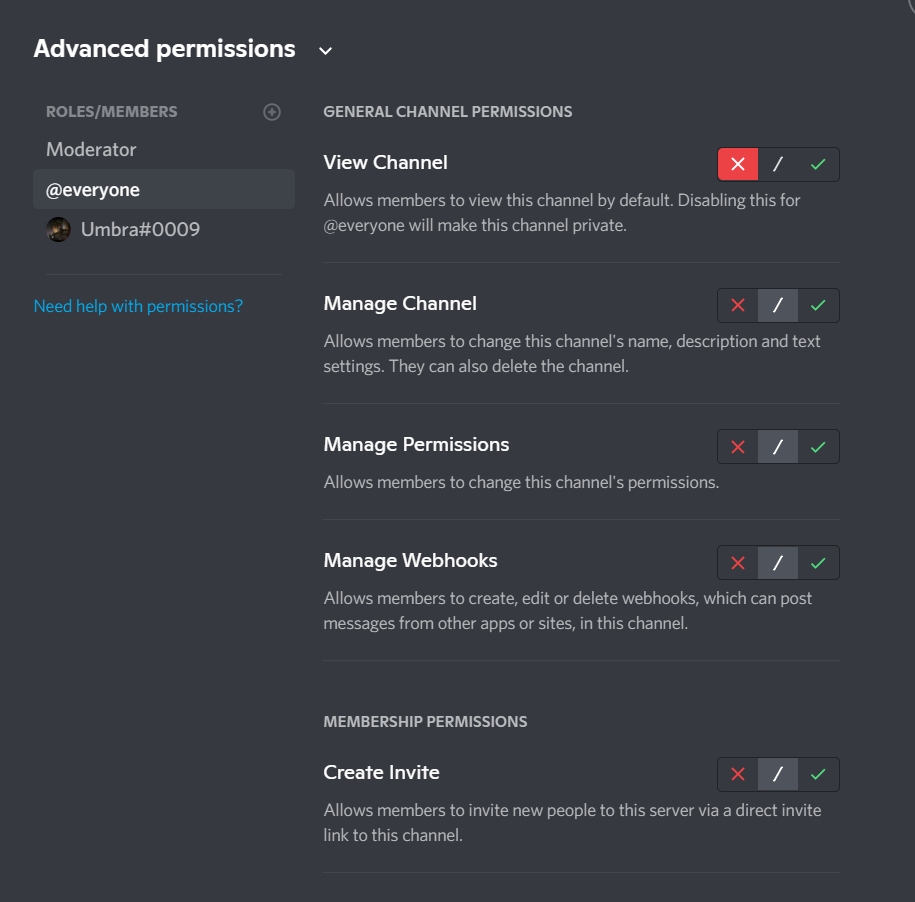 Advanced permissions
ROLES/MEMBERS
Moderator
@everyone
Umbra#0009
Need help with permissions?
GENERAL CHANNEL PERMISSIONS
View Channel
Allows members to view this channel by default. Disabling this for
@everyone will make this channel private.
Manage Channel
Allows members to change this channel's name, description and text
settings. They can also delete the channel.
Manage Permissions
Allows members to change this channel's permissions.
Manage Webhooks
Allows members to create, edit or delete webhooks, which can post
messages from other apps or sites, in this channel.
MEMBERSHIP PERMISSIONS
Create Invite
Allows members to invite new people to this server via a direct invite
link to this channel.